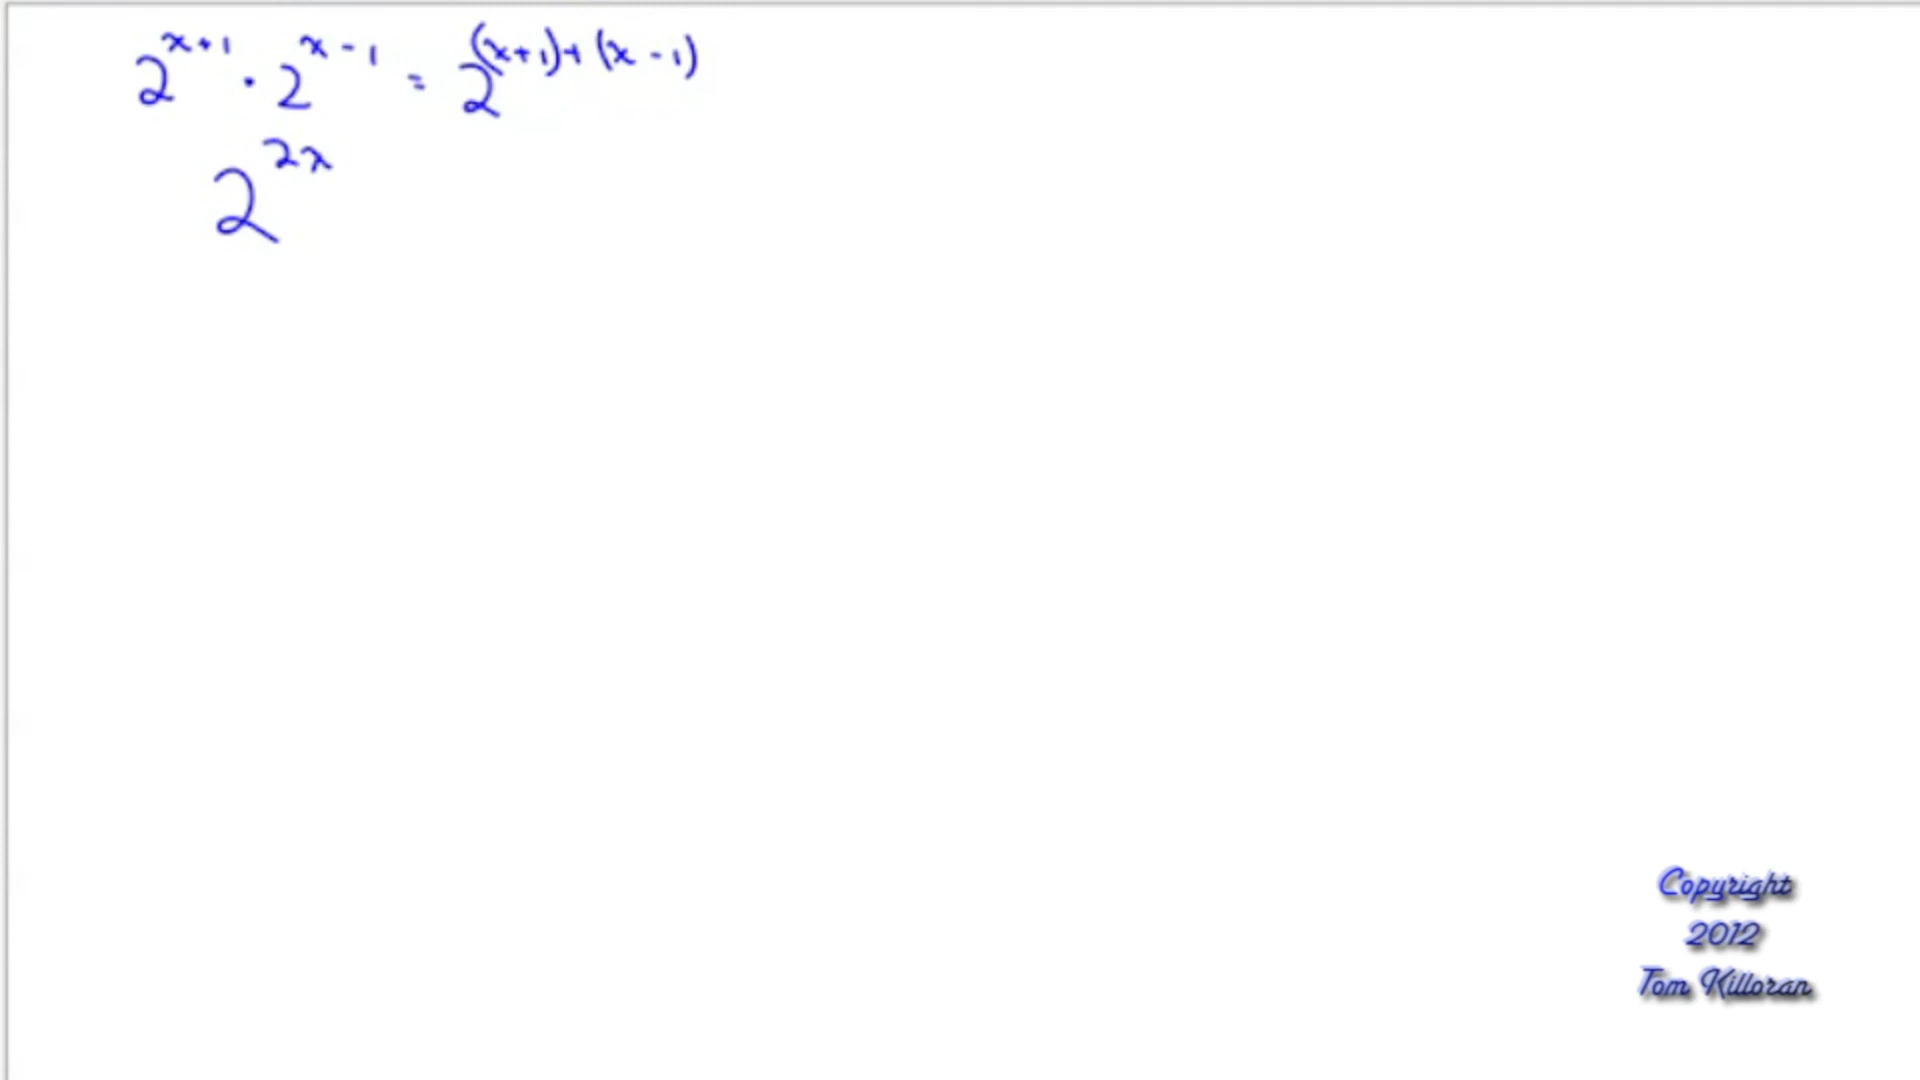 2^{x+1} · 2^{x-1} = 2^{(x+1)+(x-1)}
2^{2x}
Copyright
2012
Tom Killoran